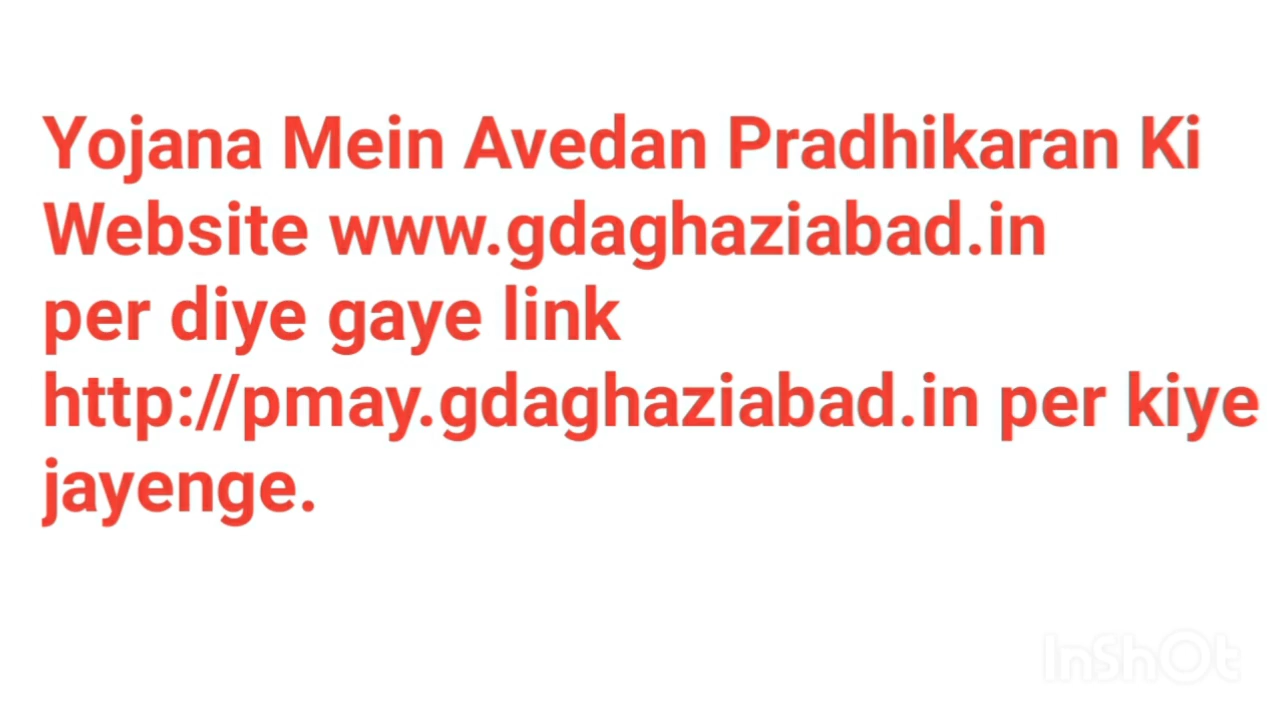 Yojana Mein Avedan Pradhikaran Ki
Website www.gdaghaziabad.in
per diye gaye link
http://pmay.gdaghaziabad.in per kiye
jayenge.
InShOt